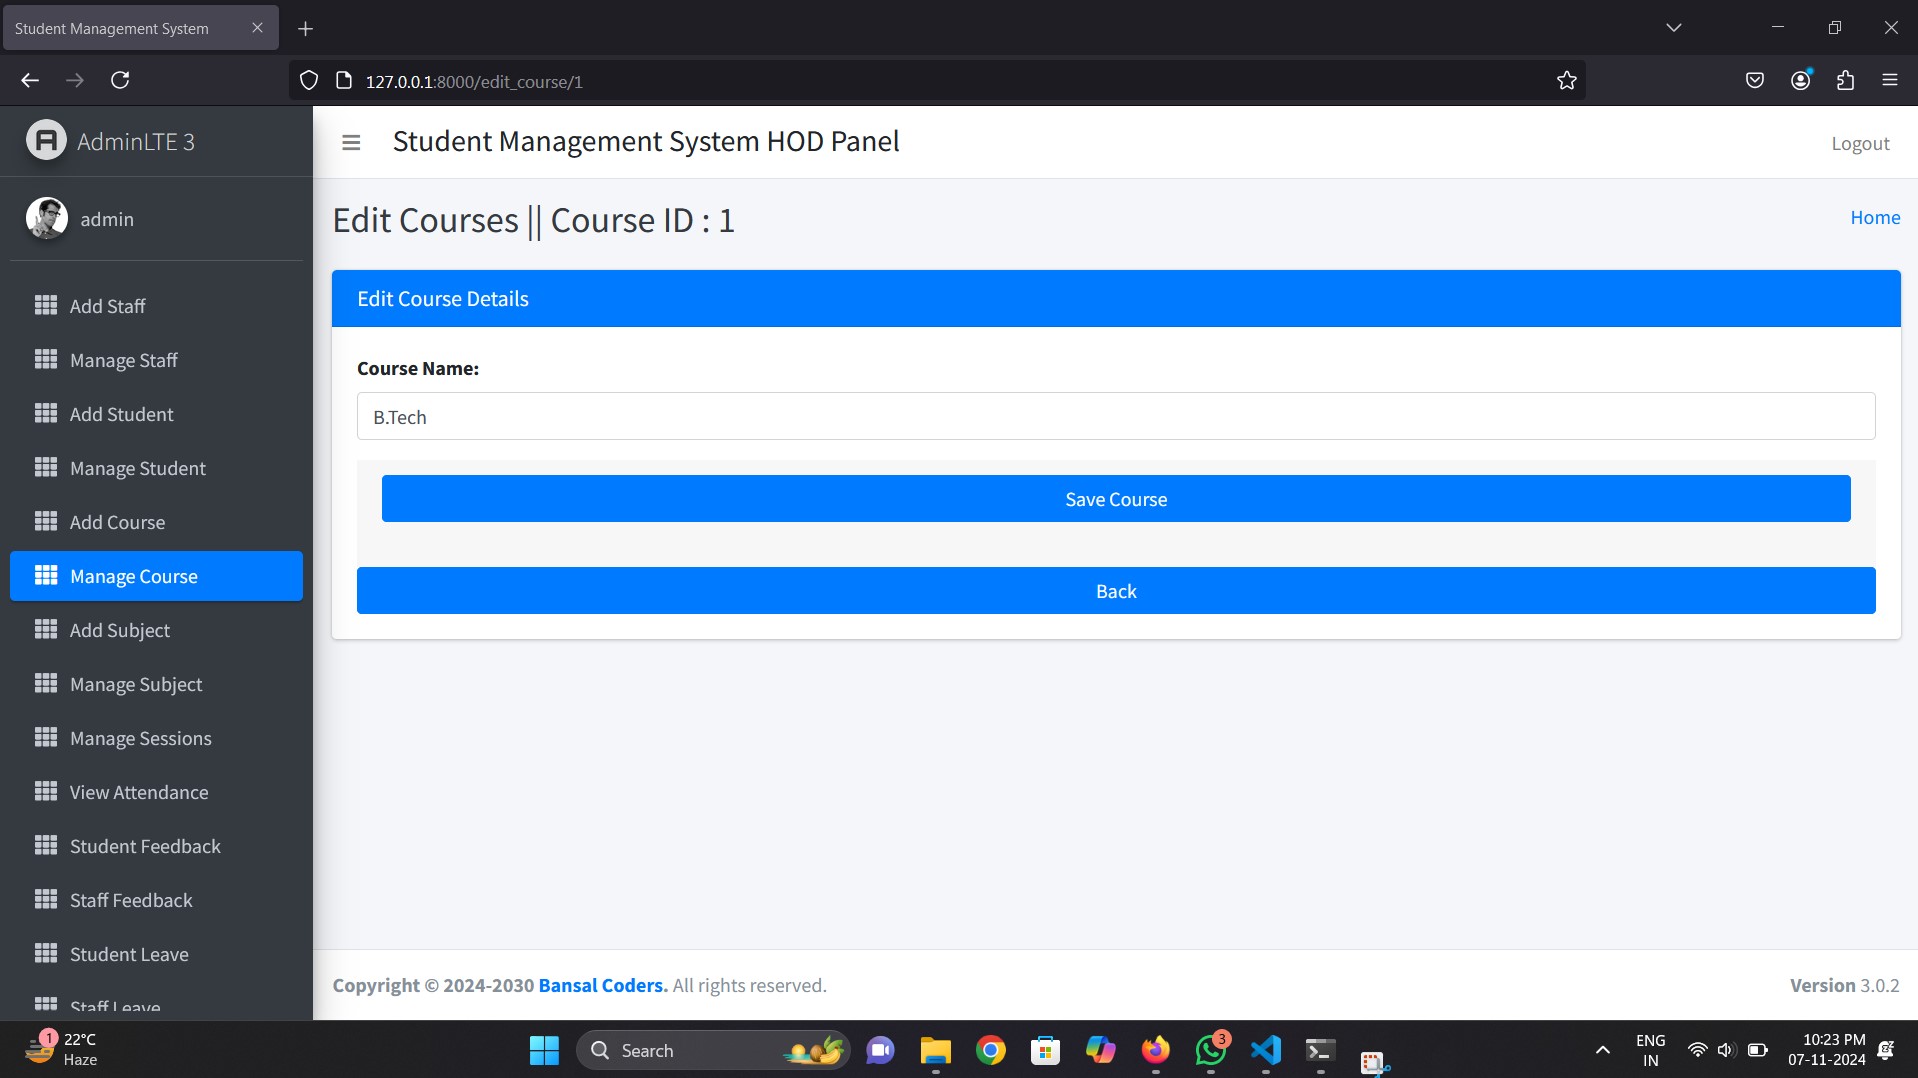 Student Management System
127.0.0.1:8000/edit_course/1
AdminLTE 3
Student Management System HOD Panel
Logout
admin
Edit Courses || Course ID : 1
Home
Add Staff
Manage Staff
Add Student
Manage Student
Add Course
Manage Course
Add Subject
Manage Subject
Manage Sessions
View Attendance
Student Feedback
Staff Feedback
Student Leave
Staff Leave
Edit Course Details
Course Name:
B.Tech
Save Course
Back
Copyright © 2024-2030 Bansal Coders. All rights reserved.
Version 3.0.2
1
22°C
Haze
Search
3
ENG
IN
10:23 PM
07-11-2024